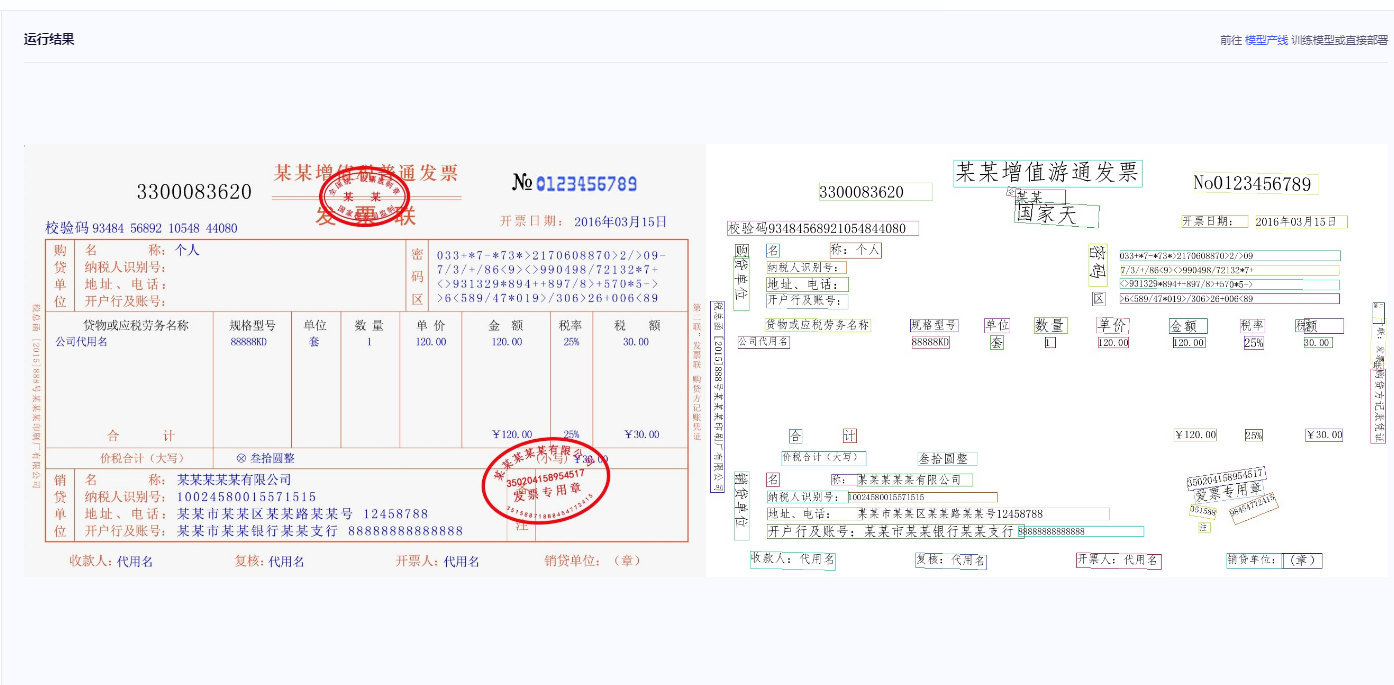 运行结果
前往 模型产线 训练模型或直接部署
某某增值税普通发票
3300083620
№ 0123456789
发 票 联
某 某
校验码 93484 56892 10548 44080
开票日期: 2016年03月15日
购货单位
名 称: 个人
纳税人识别号:
地址、电话:
开户行及账号:
密码区
033+*7-*73*>2170608870>2/>09-
7/3/+/86<9><>990498/72132*7+
<>931329*894++897/8>+570*5->
>6<589/47*019>/306>26+006<89
货物或应税劳务名称 规格型号 单位 数 量 单 价 金 额 税率 税 额
公司代用名 88888KD 套 1 120.00 120.00 25% 30.00
合 计 ¥120.00 25% ¥30.00
价税合计（大写） ⊗ 叁拾圆整 (小写) ¥30.00
销货单位
名 称: 某某某某某有限公司
纳税人识别号: 10024580015571515
地址、电话: 某某市某某区某某路某某号 12458788
开户行及账号: 某某市某某银行某某支行 88888888888888
某某某某某有限公司
350204158954517
发票专用章
注
收款人: 代用名 复核: 代用名 开票人: 代用名 销货单位: （章）
税总函 [2015]888号某某某某印刷厂有限公司
第二联: 发票联 购货方记账凭证
某某增值游通发票
3300083620
No0123456789
某某
国家天
校验码93484568921054844080
开票日期: 2016年03月15日
购货单位
名 称: 个人
纳税人识别号:
地址、电话:
开户行及账号:
密码
区
033+*7-*73*>2170608870>2/>09
7/3/+/86<9><>990498/72132*7+
<>931329*894++897/8>+570*5->
>6<589/47*019>/306>26+006<89
货物或应税劳务名称 规格型号 单位 数量 单价 金额 税率 税额
公司代用名 88888KD 套 1 120.00 120.00 25% 30.00
合 计 ¥120.00 25% ¥30.00
价税合计（大写） 叁拾圆整
销货单位
名 称: 某某某某某有限公司
纳税人识别号: 10024580015571515
地址、电话: 某某市某某区某某路某某号12458788
开户行及账号: 某某市某某银行某某支行 88888888888888
350204158954517
发票专用章
351588
98454772415
注
收款人: 代用名 复核: 代用名 开票人: 代用名 销货单位: （章）
税总函 [2015]888号某某某某印刷厂有限公司
联: 发票联
购货方记账凭证